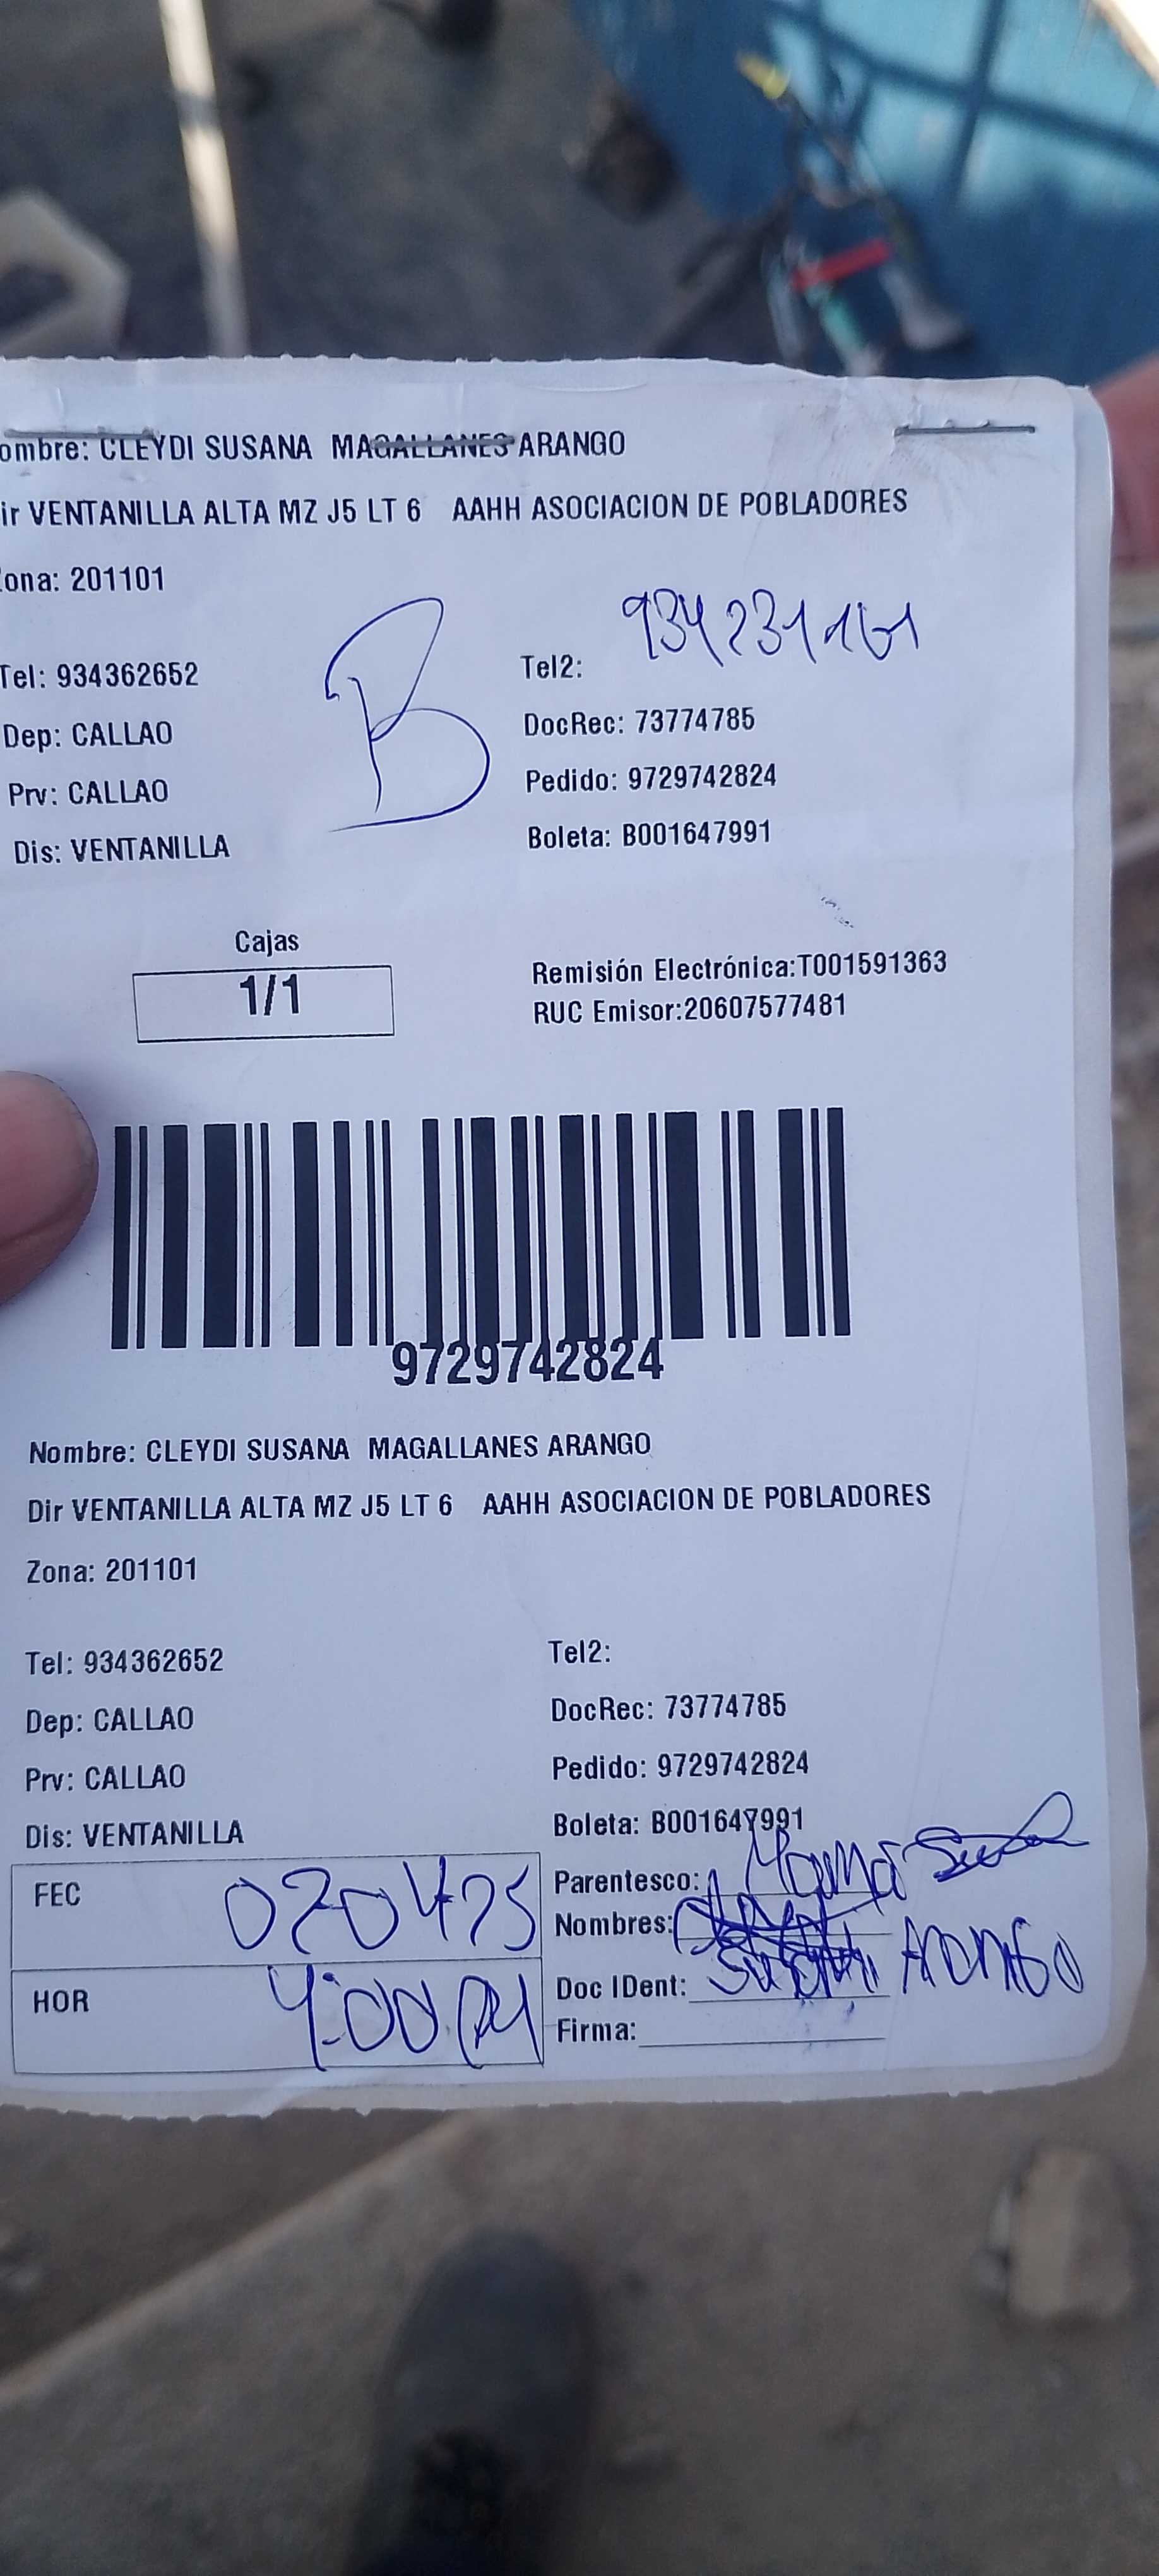 ombre: CLEYDI SUSANA MAGALLANES ARANGO
ir VENTANILLA ALTA MZ J5 LT 6 AAHH ASOCIACION DE POBLADORES
ona: 201101
Tel: 934362652
B
Tel2: 934231161
Dep: CALLAO
DocRec: 73774785
Prv: CALLAO
Pedido: 9729742824
Dis: VENTANILLA
Boleta: B001647991
Cajas
1/1
Remisión Electrónica:T001591363
RUC Emisor:20607577481
9729742824
Nombre: CLEYDI SUSANA MAGALLANES ARANGO
Dir VENTANILLA ALTA MZ J5 LT 6 AAHH ASOCIACION DE POBLADORES
Zona: 201101
Tel: 934362652
Tel2:
Dep: CALLAO
DocRec: 73774785
Prv: CALLAO
Pedido: 9729742824
Dis: VENTANILLA
Boleta: B001647991
FEC 020425
Parentesco: Mamá
Nombres:
HOR 4:00 PM
Doc IDent: Arango
Firma: